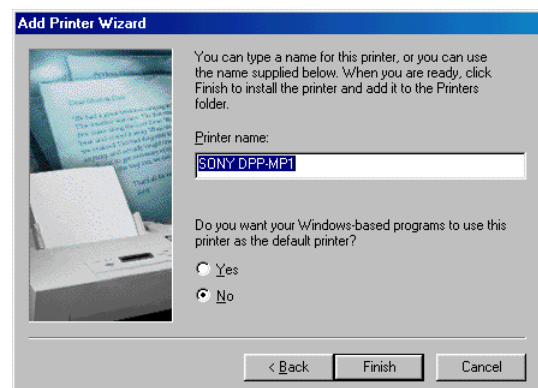 Add Printer Wizard
You can type a name for this printer, or you can use
the name supplied below. When you are ready, click
Finish to install the printer and add it to the Printers
folder.
Printer name:
SONY DPP-MP1
Do you want your Windows-based programs to use this
printer as the default printer?
Yes
No
< Back Finish Cancel